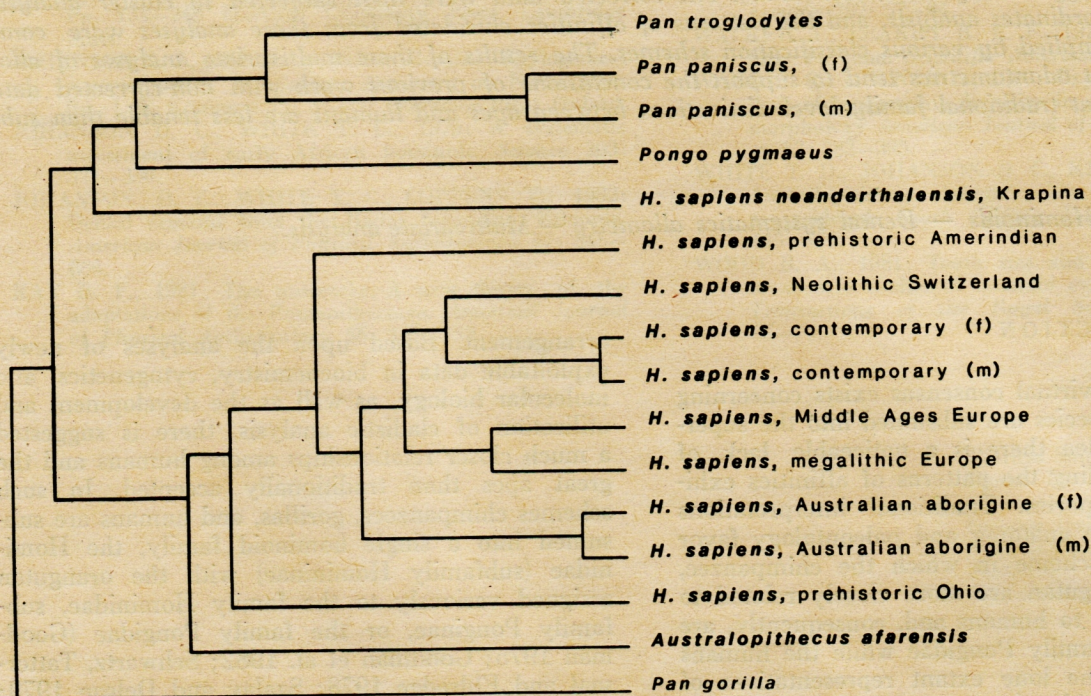 Pan troglodytes
Pan paniscus, (f)
Pan paniscus, (m)
Pongo pygmaeus
H. sapiens neanderthalensis, Krapina
H. sapiens, prehistoric Amerindian
H. sapiens, Neolithic Switzerland
H. sapiens, contemporary (f)
H. sapiens, contemporary (m)
H. sapiens, Middle Ages Europe
H. sapiens, megalithic Europe
H. sapiens, Australian aborigine (f)
H. sapiens, Australian aborigine (m)
H. sapiens, prehistoric Ohio
Australopithecus afarensis
Pan gorilla